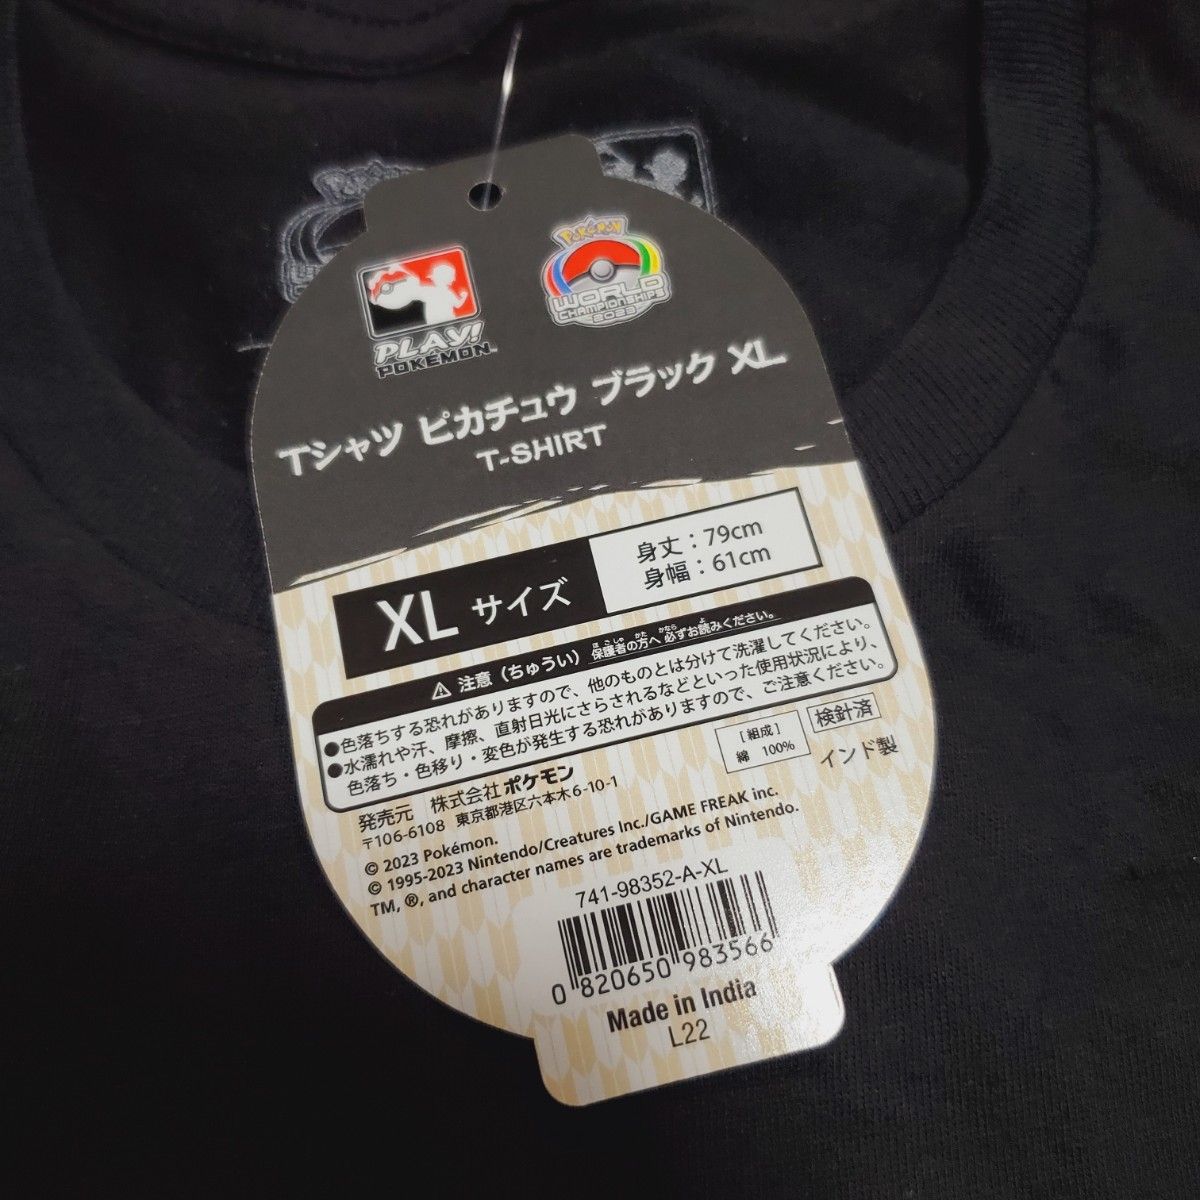 PLAY!
POKÉMON
POKéMON
WORLD
CHAMPIONSHIPS
2023
Tシャツ ピカチュウ ブラック XL
T-SHIRT
XL サイズ
身丈：79cm
身幅：61cm
⚠ 注意（ちゅうい） 保護者の方へ 必ずお読みください。
●色落ちする恐れがありますので、他のものとは分けて洗濯してください。
●水濡れや汗、摩擦、直射日光にさらされるなどといった使用状況により、
色落ち・色移り・変色が発生する恐れがありますので、ご注意ください。
[組成]
綿 100%
検針済
インド製
発売元 株式会社ポケモン
〒106-6108 東京都港区六本木6-10-1
© 2023 Pokémon.
© 1995-2023 Nintendo/Creatures Inc./GAME FREAK inc.
TM, ®, and character names are trademarks of Nintendo.
741-98352-A-XL
0 820650 983566
Made in India
L22